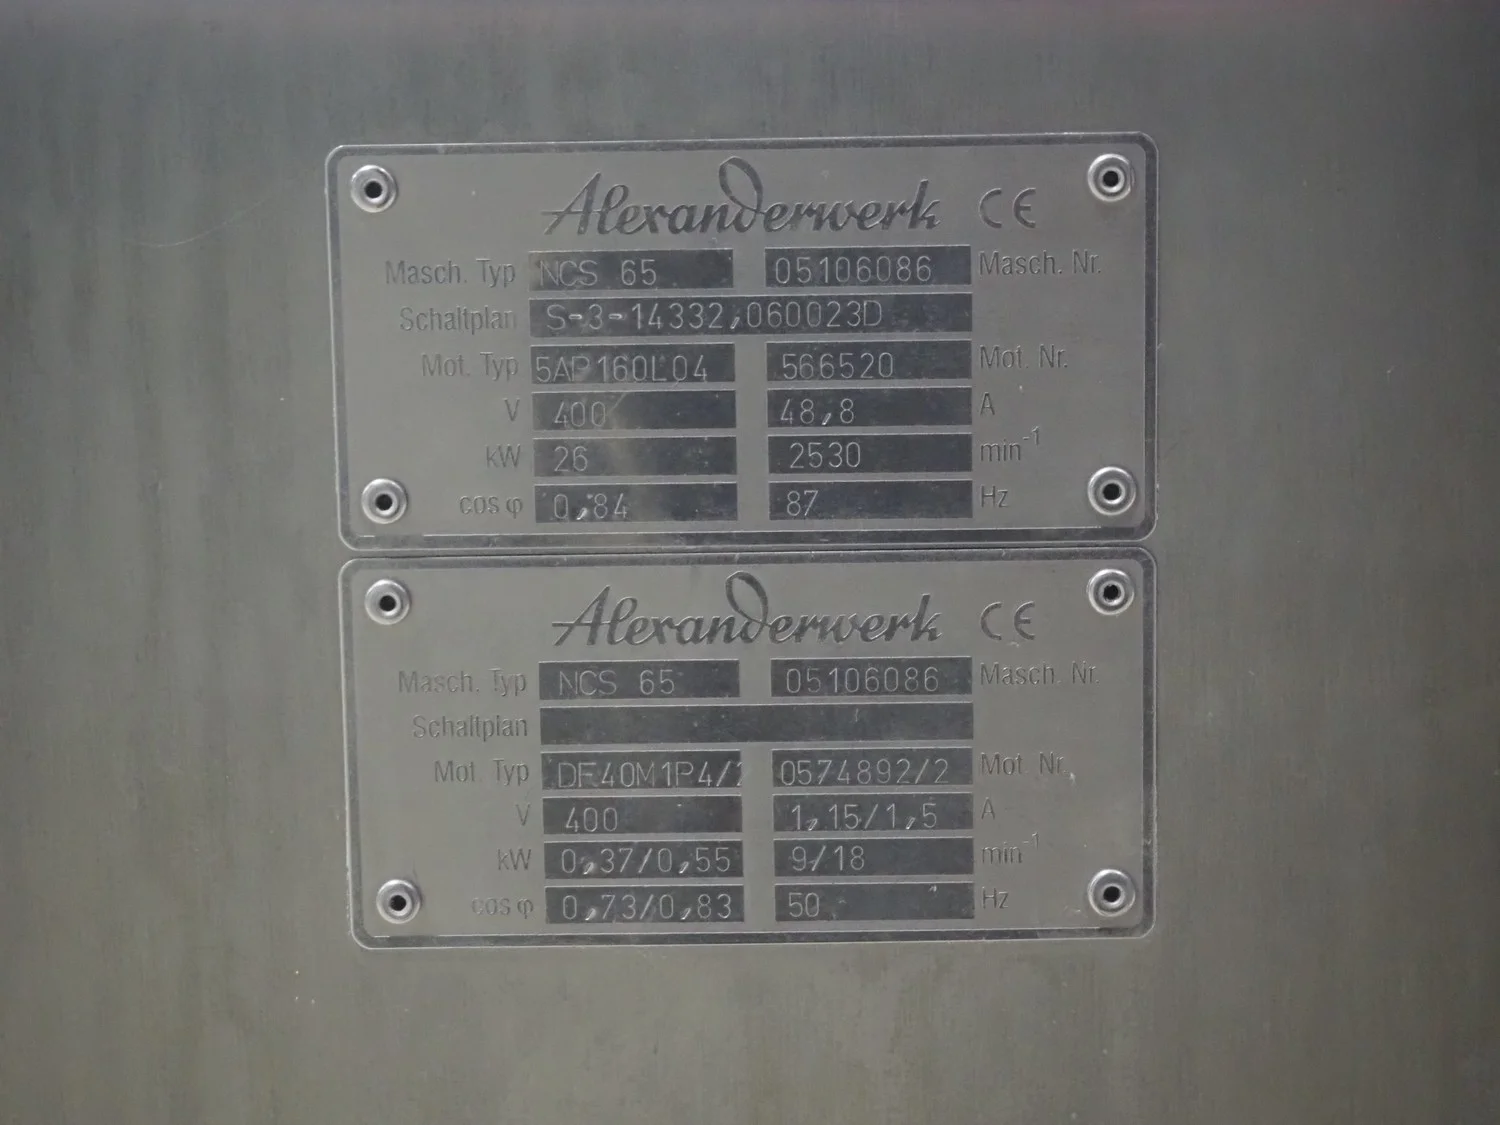 Alexanderwerk CE
Masch. Typ NCS 65 05106086 Masch. Nr.
Schaltplan S-3-14332,060023D
Mot. Typ 5AP160L04 566520 Mot. Nr.
V 400 48,8 A
kW 26 2530 min⁻¹
cos φ 0,84 87 Hz
Alexanderwerk CE
Masch. Typ NCS 65 05106086 Masch. Nr.
Schaltplan
Mot. Typ 0574892/2 Mot. Nr.
V 400 1,15/1,5 A
kW 0,37/0,55 9/18 min⁻¹
cos φ 0,73/0,83 50 Hz